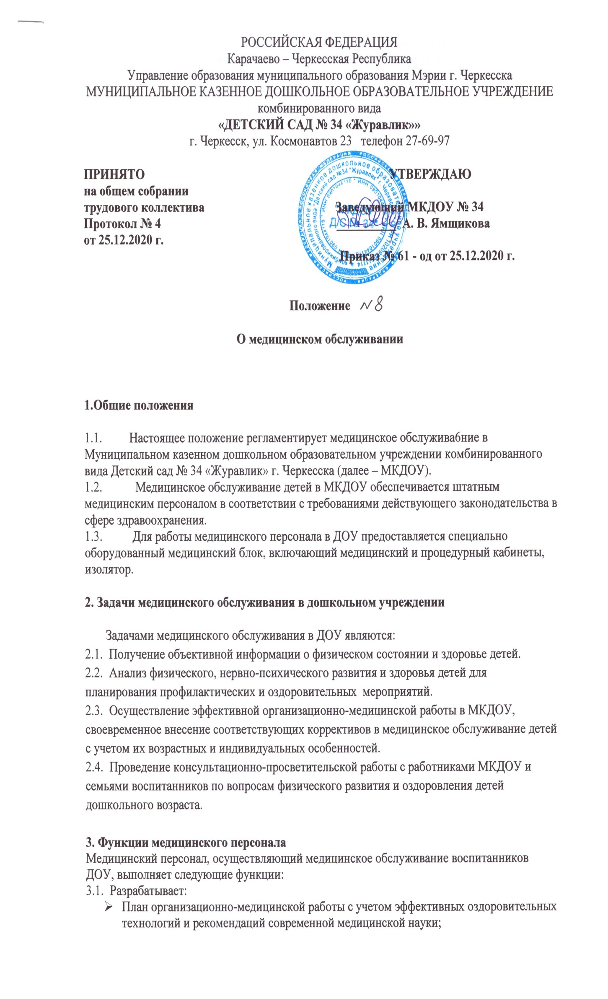 РОССИЙСКАЯ ФЕДЕРАЦИЯ
Карачаево – Черкесская Республика
Управление образования муниципального образования Мэрии г. Черкесска
МУНИЦИПАЛЬНОЕ КАЗЕННОЕ ДОШКОЛЬНОЕ ОБРАЗОВАТЕЛЬНОЕ УЧРЕЖДЕНИЕ
комбинированного вида
«ДЕТСКИЙ САД № 34 «Журавлик»»
г. Черкесск, ул. Космонавтов 23 телефон 27-69-97
ПРИНЯТО
на общем собрании
трудового коллектива
Протокол № 4
от 25.12.2020 г.
УТВЕРЖДАЮ
Заведующий МКДОУ № 34
А. В. Ямщикова
Приказ № 61 - од от 25.12.2020 г.
Муниципальное казенное дошкольное образовательное учреждение
комбинированного вида "Детский сад №34 "Журавлик" г. Черкесска
ИНН 0901044116
Д/С № 34"
Положение N 8
О медицинском обслуживании
1.Общие положения
1.1. Настоящее положение регламентирует медицинское обслуживабние в
Муниципальном казенном дошкольном образовательном учреждении комбинированного
вида Детский сад № 34 «Журавлик» г. Черкесска (далее – МКДОУ).
1.2. Медицинское обслуживание детей в МКДОУ обеспечивается штатным
медицинским персоналом в соответствии с требованиями действующего законодательства в
сфере здравоохранения.
1.3. Для работы медицинского персонала в ДОУ предоставляется специально
оборудованный медицинский блок, включающий медицинский и процедурный кабинеты,
изолятор.
2. Задачи медицинского обслуживания в дошкольном учреждении
Задачами медицинского обслуживания в ДОУ являются:
2.1. Получение объективной информации о физическом состоянии и здоровье детей.
2.2. Анализ физического, нервно-психического развития и здоровья детей для
планирования профилактических и оздоровительных мероприятий.
2.3. Осуществление эффективной организационно-медицинской работы в МКДОУ,
своевременное внесение соответствующих коррективов в медицинское обслуживание детей
с учетом их возрастных и индивидуальных особенностей.
2.4. Проведение консультационно-просветительской работы с работниками МКДОУ и
семьями воспитанников по вопросам физического развития и оздоровления детей
дошкольного возраста.
3. Функции медицинского персонала
Медицинский персонал, осуществляющий медицинское обслуживание воспитанников
ДОУ, выполняет следующие функции:
3.1. Разрабатывает:
➢ План организационно-медицинской работы с учетом эффективных оздоровительных
технологий и рекомендаций современной медицинской науки;